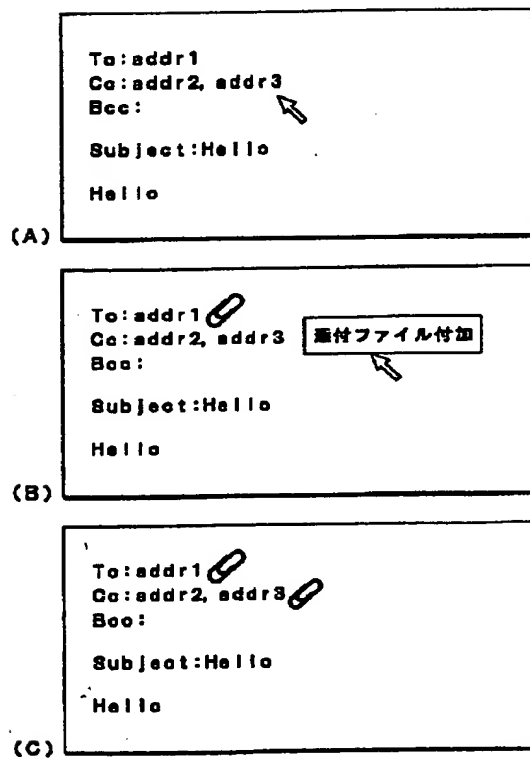 To:addr1
Cc:addr2, addr3
Bcc:
Subject:Hello
Hello
(A)
To:addr1
Cc:addr2, addr3 添付ファイル付加
Bcc:
Subject:Hello
Hello
(B)
To:addr1
Cc:addr2, addr3
Bcc:
Subject:Hello
Hello
(C)